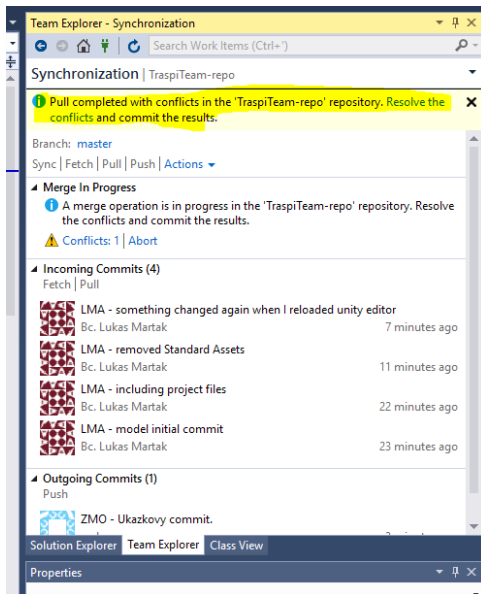 Team Explorer - Synchronization
Search Work Items (Ctrl+')
Synchronization | TraspiTeam-repo
Pull completed with conflicts in the 'TraspiTeam-repo' repository. Resolve the
conflicts and commit the results.
Branch: master
Sync | Fetch | Pull | Push | Actions
Merge In Progress
A merge operation is in progress in the 'TraspiTeam-repo' repository. Resolve
the conflicts and commit the results.
Conflicts: 1 | Abort
Incoming Commits (4)
Fetch | Pull
LMA - something changed again when I reloaded unity editor
Bc. Lukas Martak 7 minutes ago
LMA - removed Standard Assets
Bc. Lukas Martak 11 minutes ago
LMA - including project files
Bc. Lukas Martak 22 minutes ago
LMA - model initial commit
Bc. Lukas Martak 23 minutes ago
Outgoing Commits (1)
Push
ZMO - Ukazkovy commit.
Solution Explorer Team Explorer Class View
Properties